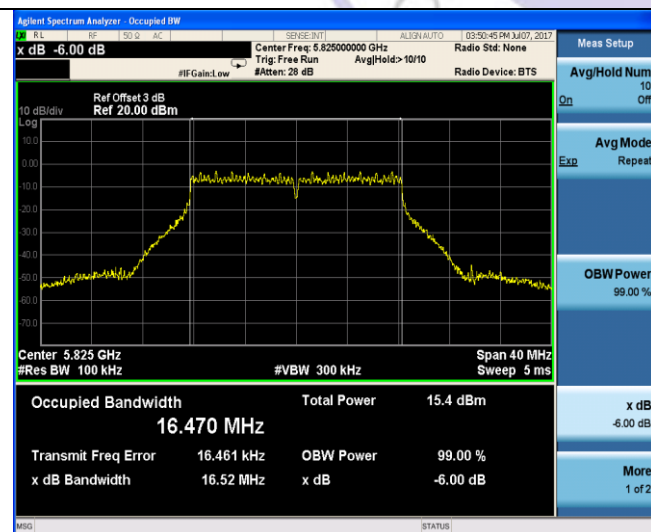 Agilent Spectrum Analyzer - Occupied BW
LXI RL RF 50 Ω AC SENSE:INT ALIGN AUTO 03:50:45 PM Jul 07, 2017
x dB -6.00 dB
Center Freq: 5.825000000 GHz
Radio Std: None
Trig: Free Run Avg|Hold:> 10/10
#IFGain:Low #Atten: 28 dB Radio Device: BTS
Ref Offset 3 dB
10 dB/div Ref 20.00 dBm
Log
10.0
0.00
-10.0
-20.0
-30.0
-40.0
-50.0
-60.0
-70.0
Center 5.825 GHz Span 40 MHz
#Res BW 100 kHz #VBW 300 kHz Sweep 5 ms
Occupied Bandwidth Total Power 15.4 dBm
16.470 MHz
Transmit Freq Error 16.461 kHz OBW Power 99.00 %
x dB Bandwidth 16.52 MHz x dB -6.00 dB
MSG STATUS
Meas Setup
Avg/Hold Num
10
On Off
Avg Mode
Exp Repeat
OBW Power
99.00 %
x dB
-6.00 dB
More
1 of 2